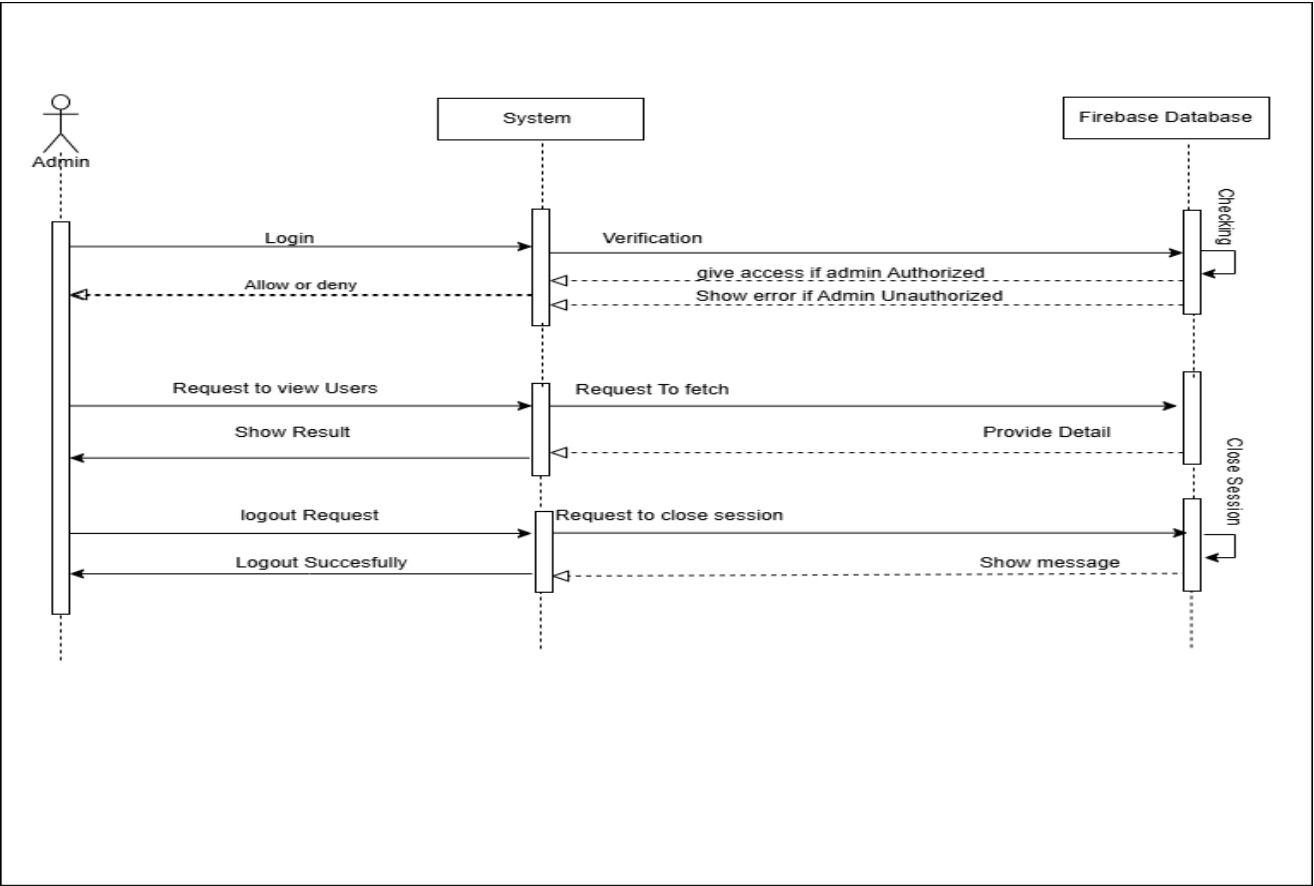 System
Firebase Database
Admin
Checking
Login
Verification
give access if admin Authorized
Allow or deny
Show error if Admin Unauthorized
Request to view Users
Request To fetch
Show Result
Provide Detail
Close Session
logout Request
Request to close session
Logout Succesfully
Show message